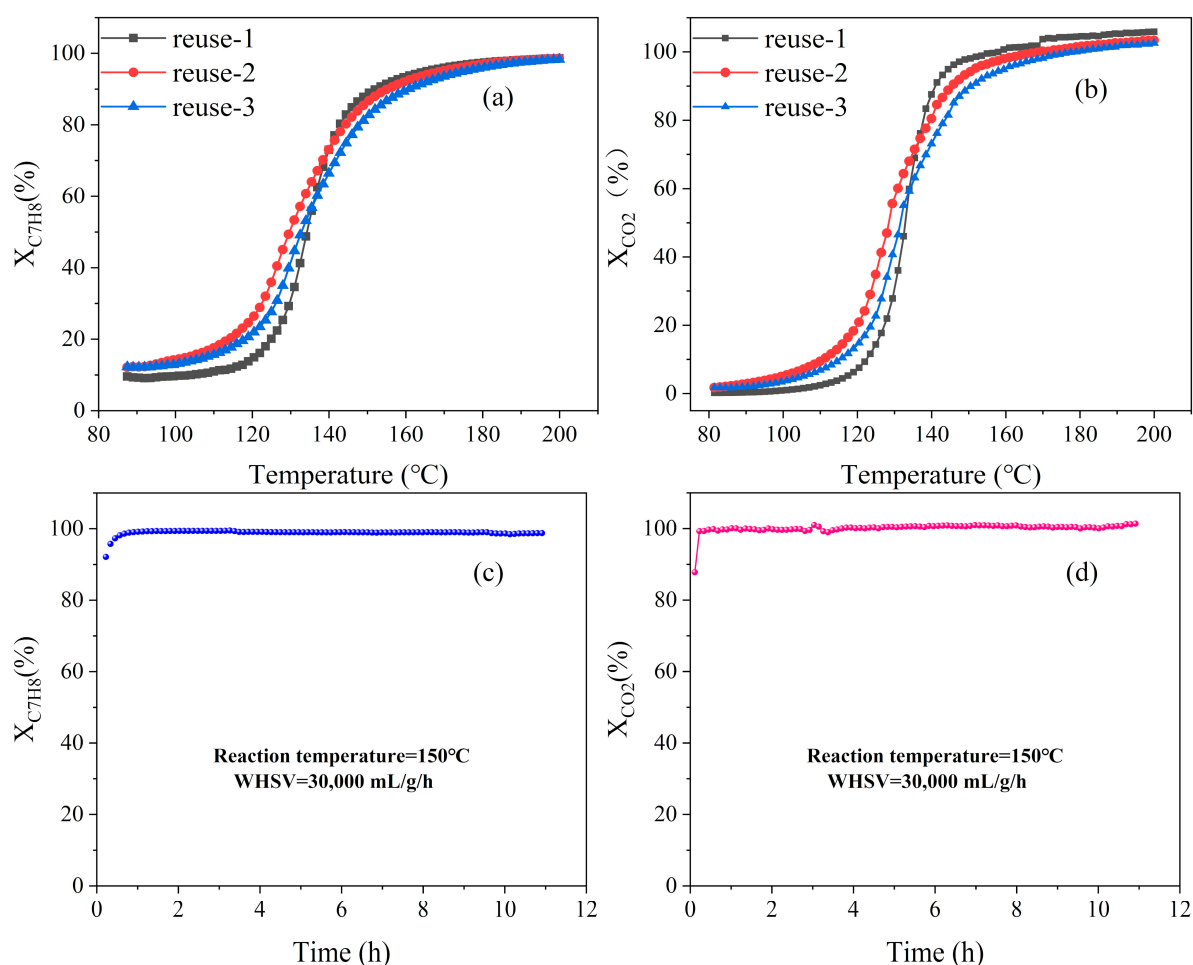 reuse-1
reuse-2
reuse-3
(a)
X_C7H8(%)
100
80
60
40
20
0
80 100 120 140 160 180 200
Temperature (℃)
reuse-1
reuse-2
reuse-3
(b)
X_CO2 (%)
100
80
60
40
20
0
80 100 120 140 160 180 200
Temperature (℃)
(c)
X_C7H8(%)
100
80
60
40
20
0
Reaction temperature=150℃
WHSV=30,000 mL/g/h
0 2 4 6 8 10 12
Time (h)
(d)
X_CO2(%)
100
80
60
40
20
0
Reaction temperature=150℃
WHSV=30,000 mL/g/h
0 2 4 6 8 10 12
Time (h)